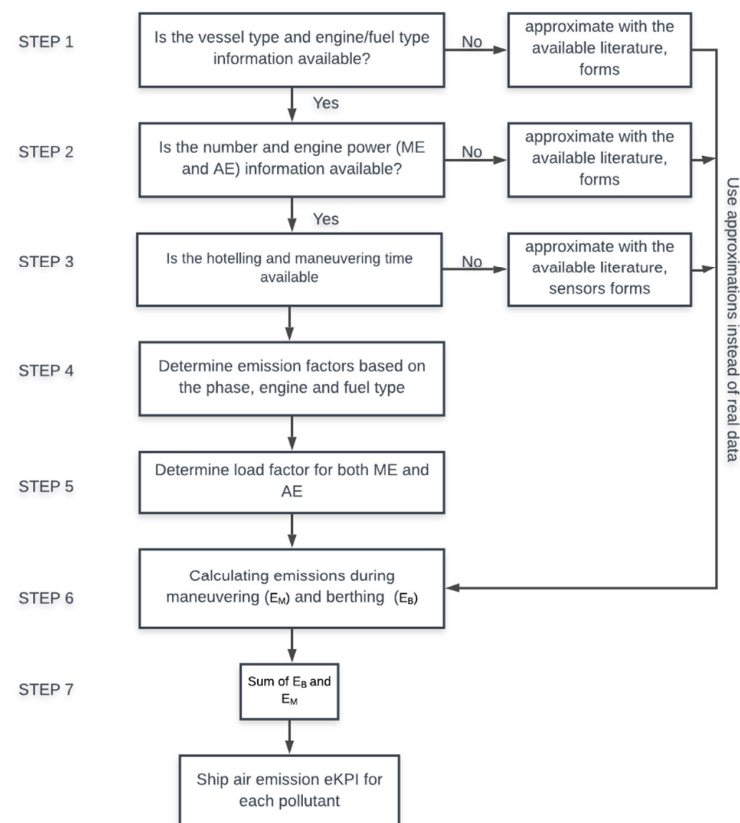 STEP 1
Is the vessel type and engine/fuel type
information available?
No
approximate with the
available literature,
forms
Yes
STEP 2
Is the number and engine power (ME
and AE) information available?
No
approximate with the
available literature,
forms
Yes
STEP 3
Is the hotelling and maneuvering time
available
No
approximate with the
available literature,
sensors forms
Use approximations instead of real data
STEP 4
Determine emission factors based on
the phase, engine and fuel type
STEP 5
Determine load factor for both ME and
AE
STEP 6
Calculating emissions during
maneuvering (EM) and berthing (EB)
STEP 7
Sum of EB and
EM
Ship air emission eKPI for
each pollutant